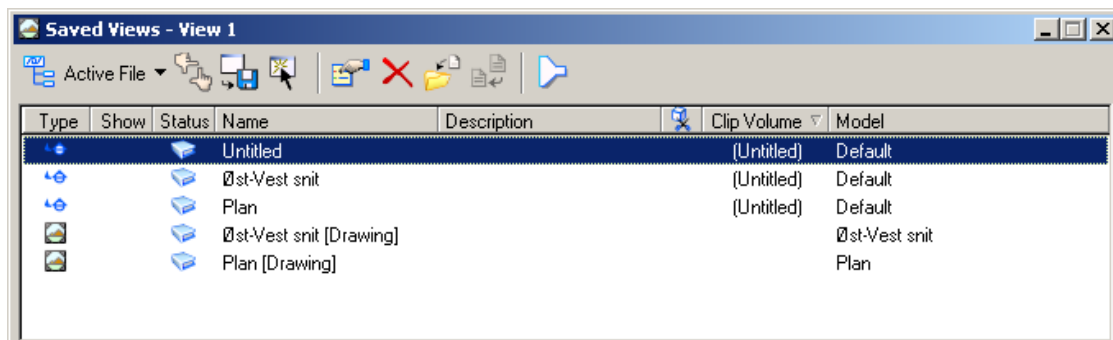 Saved Views - View 1
Active File
Type Show Status Name Description Clip Volume Model
Untitled (Untitled) Default
Øst-Vest snit (Untitled) Default
Plan (Untitled) Default
Øst-Vest snit [Drawing] Øst-Vest snit
Plan [Drawing] Plan